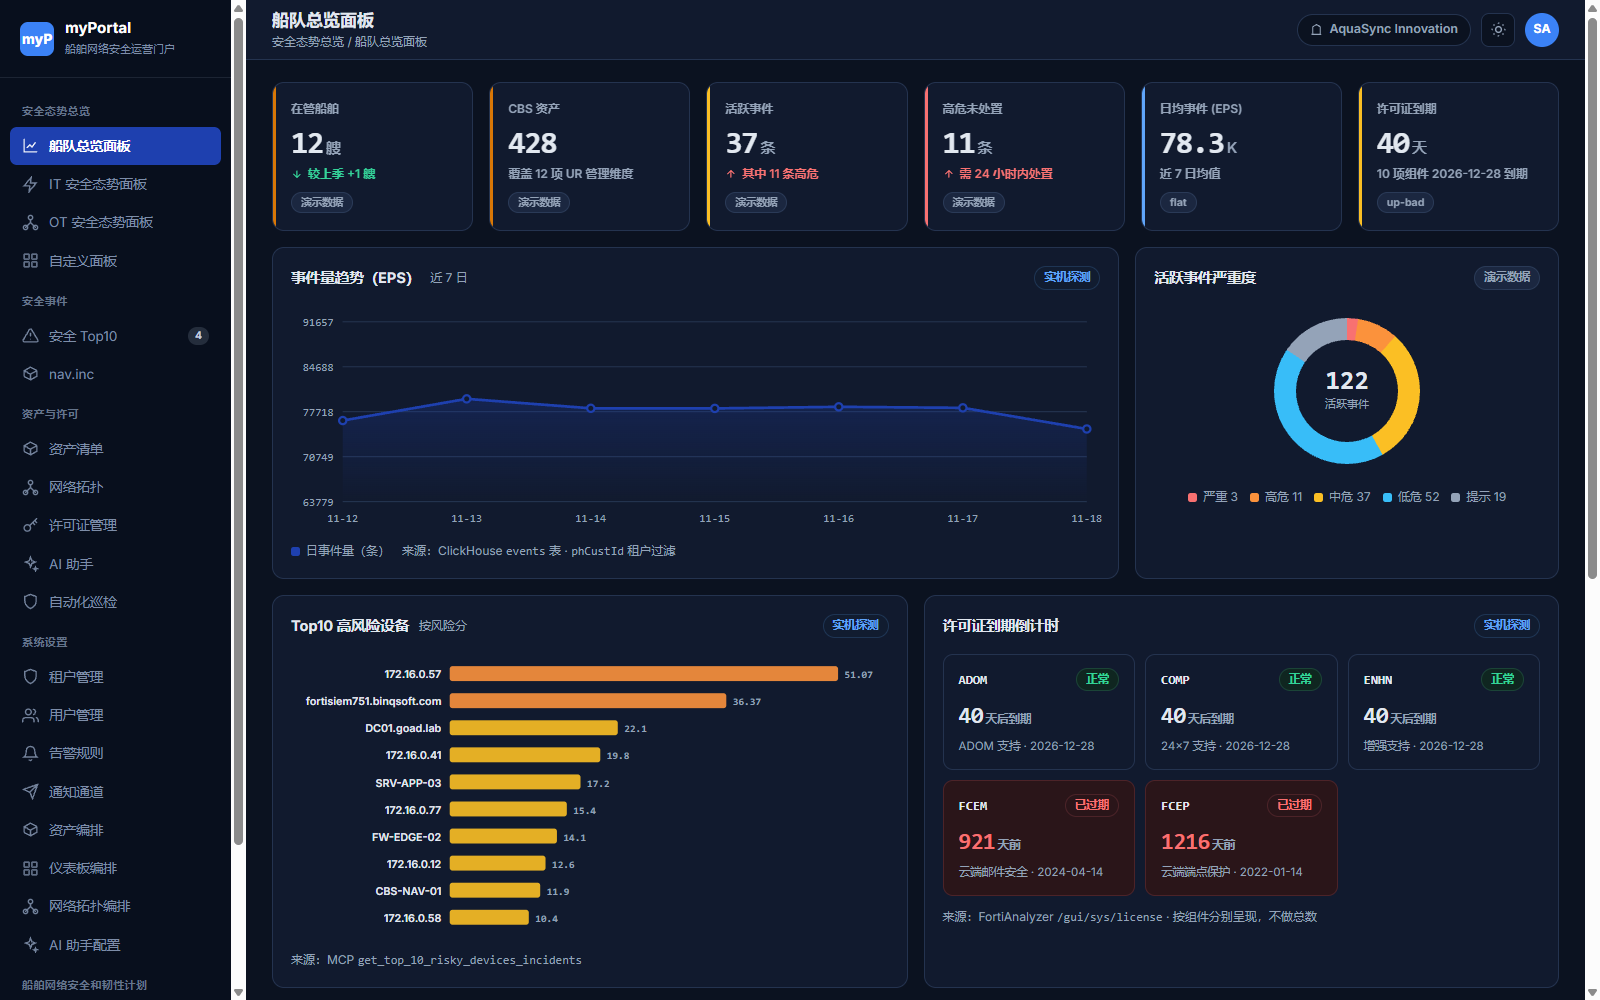 myP
myPortal
船舶网络安全运营门户
安全态势总览
船队总览面板
IT 安全态势面板
OT 安全态势面板
自定义面板
安全事件
安全 Top10
4
nav.inc
资产与许可
资产清单
网络拓扑
许可证管理
AI 助手
自动化巡检
系统设置
租户管理
用户管理
告警规则
通知通道
资产编排
仪表板编排
网络拓扑编排
AI 助手配置
船舶网络安全和韧性计划
船队总览面板
安全态势总览 / 船队总览面板
AquaSync Innovation
SA
在管船舶
12艘
↓ 较上季 +1 艘
演示数据
CBS 资产
428
覆盖 12 项 UR 管理维度
演示数据
活跃事件
37条
↑ 其中 11 条高危
演示数据
高危未处置
11条
↑ 需 24 小时内处置
演示数据
日均事件 (EPS)
78.3K
近 7 日均值
flat
许可证到期
40天
10 项组件 2026-12-28 到期
up-bad
事件量趋势（EPS） 近 7 日
实机探测
91657
84688
77718
70749
63779
11-12 11-13 11-14 11-15 11-16 11-17 11-18
日事件量（条） 来源：ClickHouse events 表 · phCustId 租户过滤
活跃事件严重度
演示数据
122
活跃事件
严重 3 高危 11 中危 37 低危 52 提示 19
Top10 高风险设备 按风险分
实机探测
172.16.0.57 51.07
fortisiem751.binqsoft.com 36.37
DC01.goad.lab 22.1
172.16.0.41 19.8
SRV-APP-03 17.2
172.16.0.77 15.4
FW-EDGE-02 14.1
172.16.0.12 12.6
CBS-NAV-01 11.9
172.16.0.58 10.4
来源：MCP get_top_10_risky_devices_incidents
许可证到期倒计时
实机探测
ADOM 正常
40天后到期
ADOM 支持 · 2026-12-28
COMP 正常
40天后到期
24×7 支持 · 2026-12-28
ENHN 正常
40天后到期
增强支持 · 2026-12-28
FCEM 已过期
921天前
云端邮件安全 · 2024-04-14
FCEP 已过期
1216天前
云端端点保护 · 2022-01-14
来源：FortiAnalyzer /gui/sys/license · 按组件分别呈现，不做总数